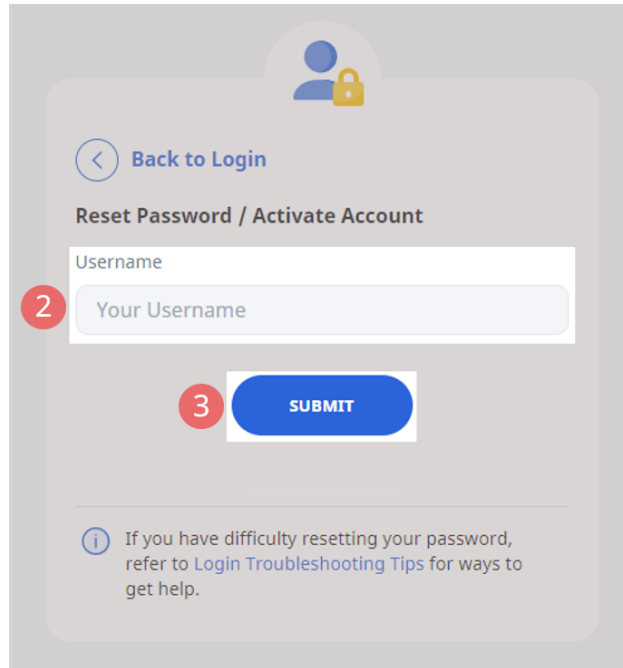 Back to Login
Reset Password / Activate Account
Username
2
Your Username
3
SUBMIT
If you have difficulty resetting your password,
refer to Login Troubleshooting Tips for ways to
get help.